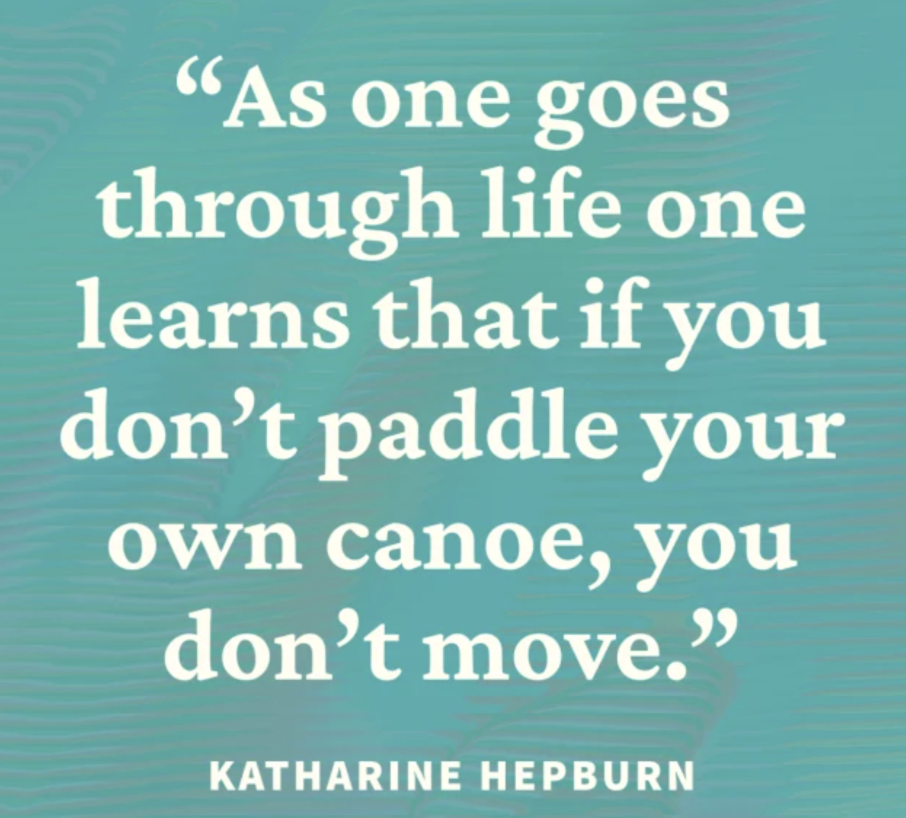 “As one goes
through life one
learns that if you
don’t paddle your
own canoe, you
don’t move.”
KATHARINE HEPBURN